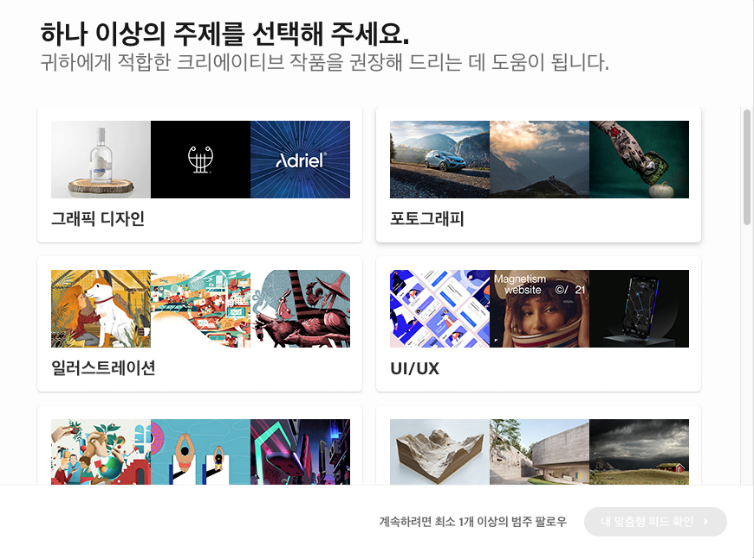 하나 이상의 주제를 선택해 주세요.
귀하에게 적합한 크리에이티브 작품을 권장해 드리는 데 도움이 됩니다.
Adriel
그래픽 디자인
포토그래피
Magnetism
website ©/ 21
일러스트레이션
UI/UX
계속하려면 최소 1개 이상의 범주 팔로우
내 맞춤형 피드 확인